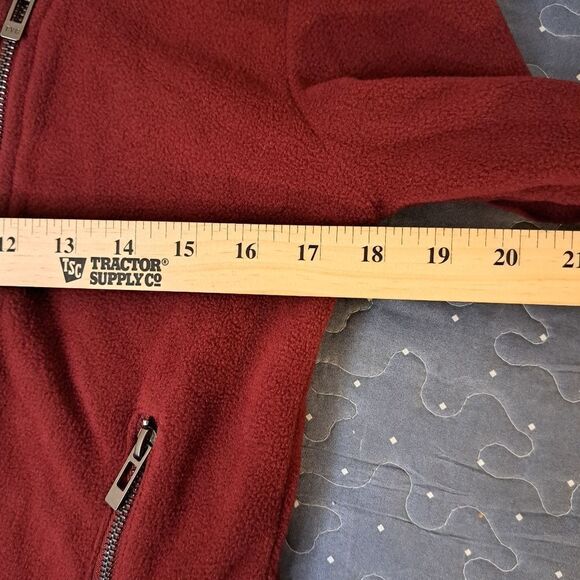 12 13 14 15 16 17 18 19 20 21
TSC TRACTOR®
SUPPLY CO